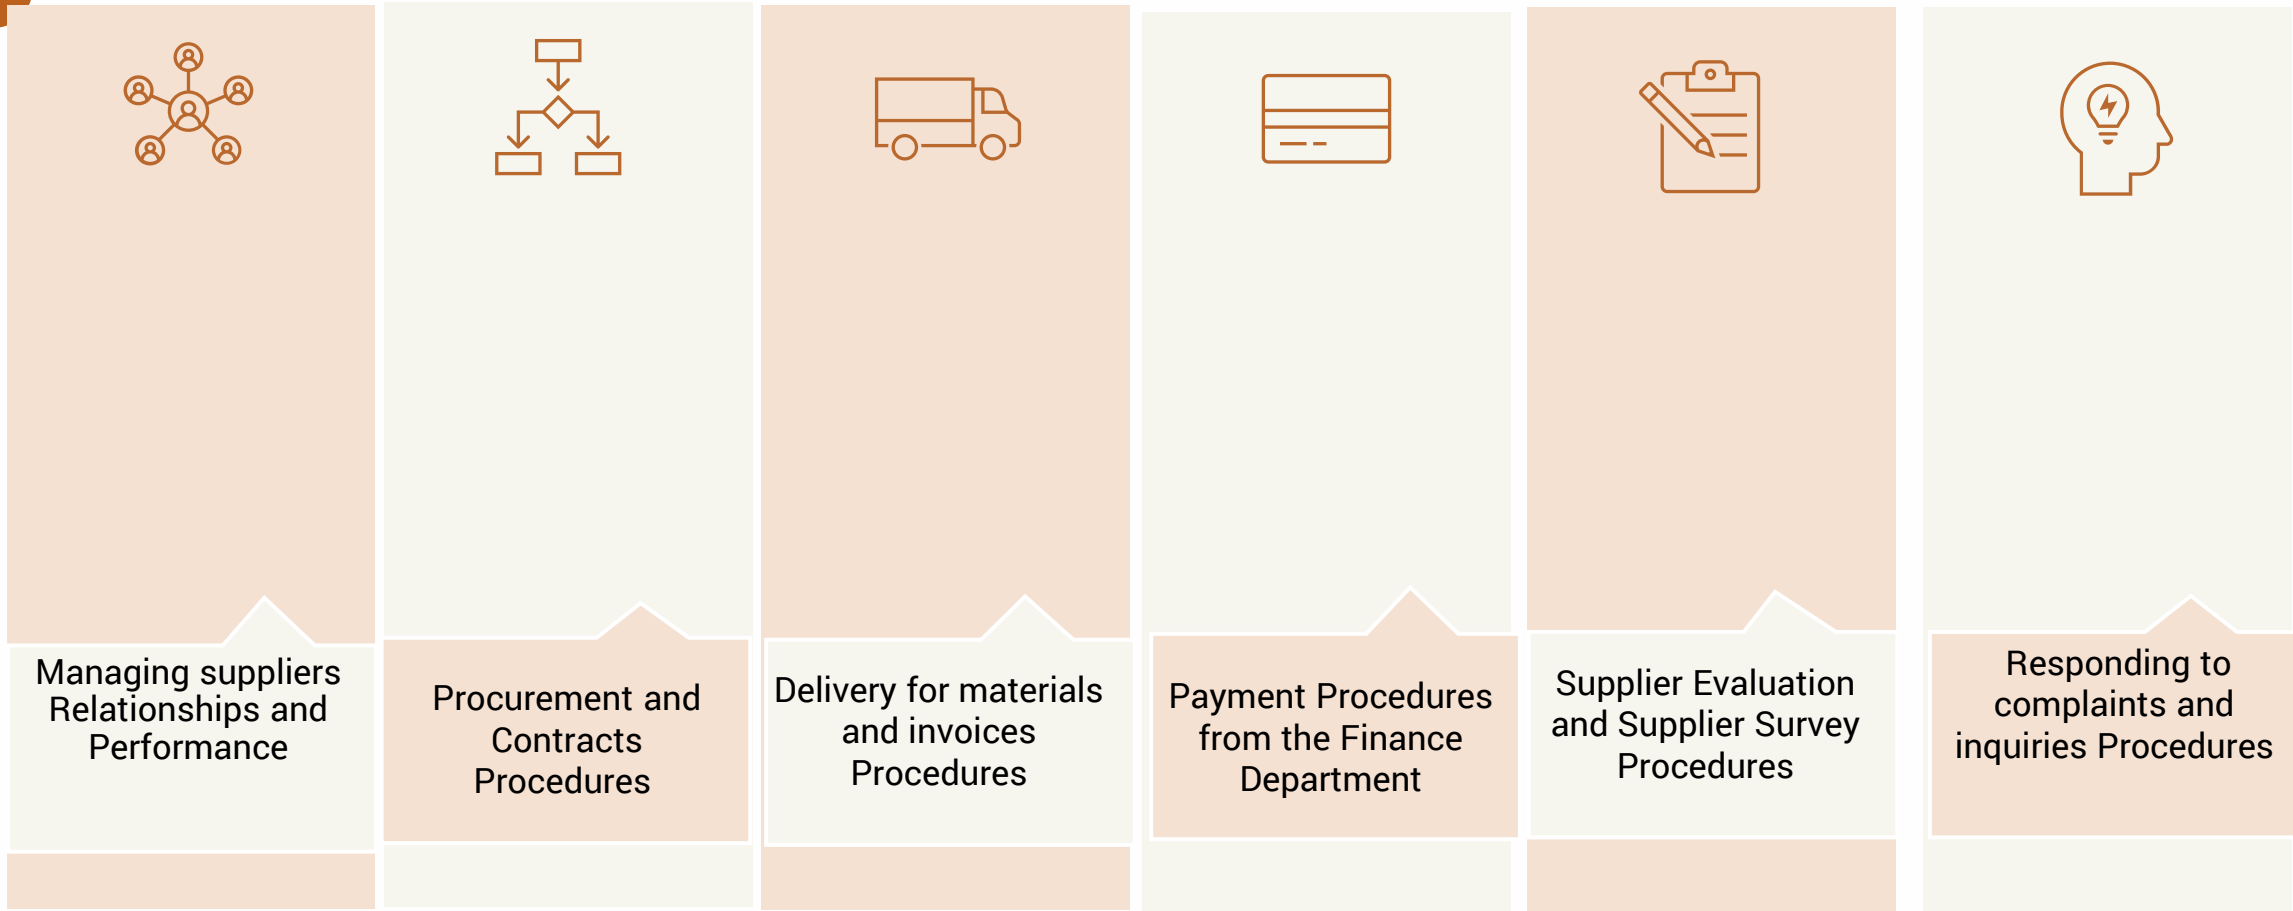 Managing suppliers
Relationships and
Performance
Procurement and
Contracts
Procedures
Delivery for materials
and invoices
Procedures
Payment Procedures
from the Finance
Department
Supplier Evaluation
and Supplier Survey
Procedures
Responding to
complaints and
inquiries Procedures